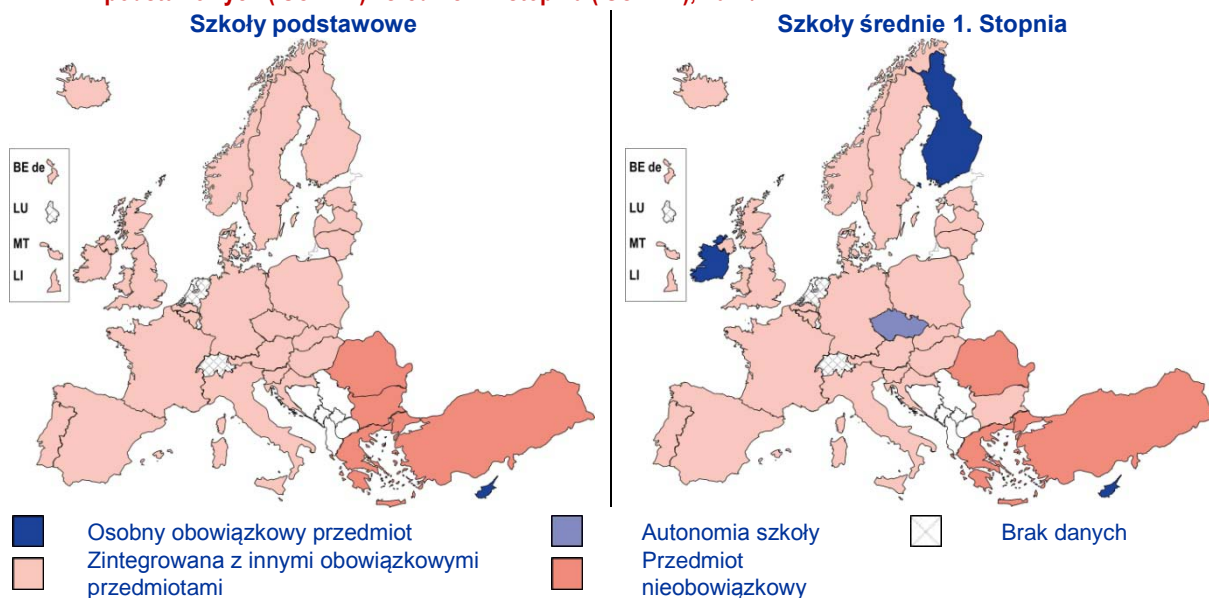 Szkoły podstawowe
Szkoły średnie 1. Stopnia
BE de
LU
MT
LI
BE de
LU
MT
LI
Osobny obowiązkowy przedmiot
Autonomia szkoły
Brak danych
Zintegrowana z innymi obowiązkowymi
przedmiotami
Przedmiot
nieobowiązkowy